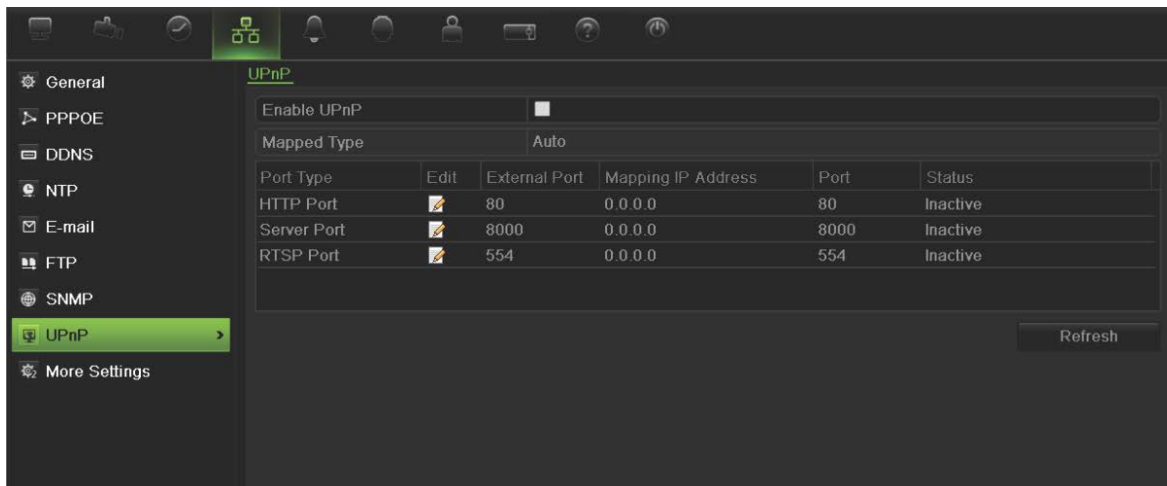 General
PPPOE
DDNS
NTP
E-mail
FTP
SNMP
UPnP
More Settings
UPnP
Enable UPnP
Mapped Type Auto
Port Type Edit External Port Mapping IP Address Port Status
HTTP Port 80 0.0.0.0 80 Inactive
Server Port 8000 0.0.0.0 8000 Inactive
RTSP Port 554 0.0.0.0 554 Inactive
Refresh